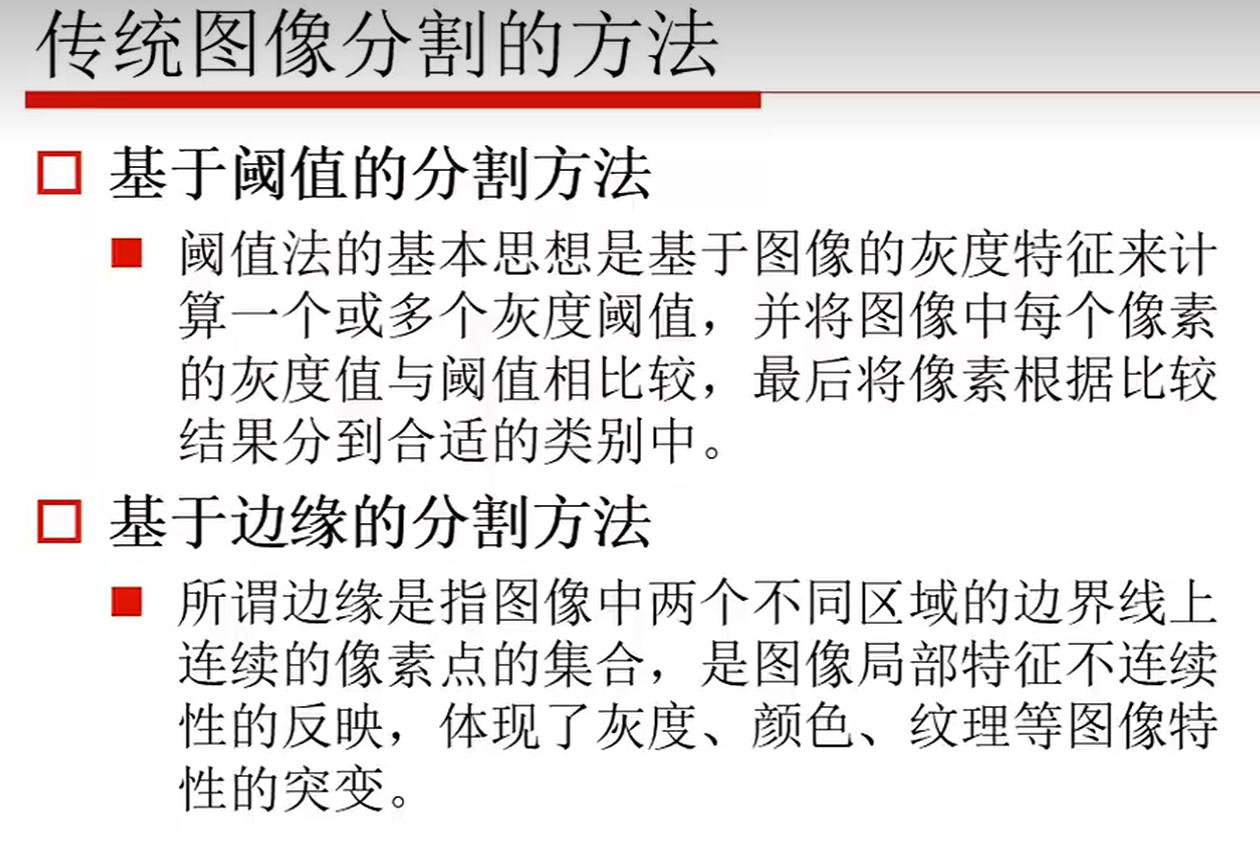 传统图像分割的方法
基于阈值的分割方法
阈值法的基本思想是基于图像的灰度特征来计
算一个或多个灰度阈值，并将图像中每个像素
的灰度值与阈值相比较，最后将像素根据比较
结果分到合适的类别中。
基于边缘的分割方法
所谓边缘是指图像中两个不同区域的边界线上
连续的像素点的集合，是图像局部特征不连续
性的反映，体现了灰度、颜色、纹理等图像特
性的突变。